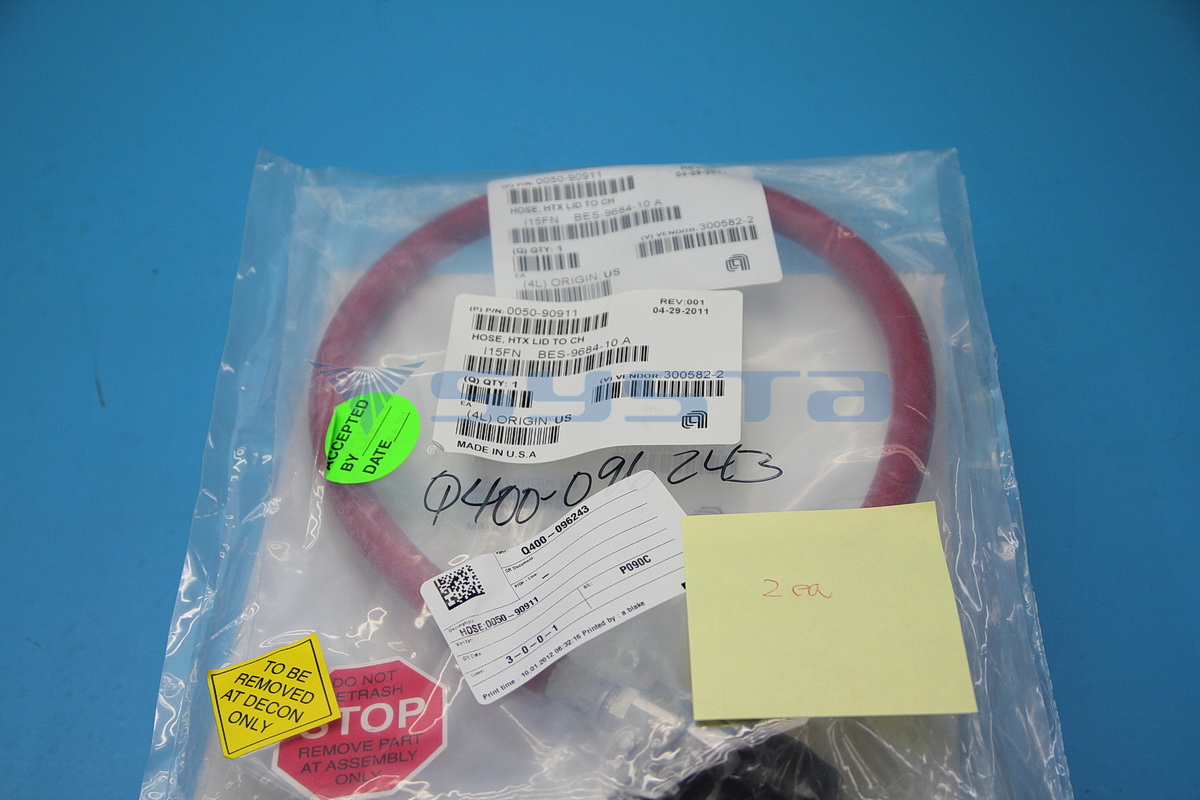 (P) P/N: 0050-90911
04-29-2011
HOSE, HTX LID TO CH
I15FN BES-9684-10 A
(Q) QTY: 1
(V) VENDOR: 300582-2
EA
(4L) ORIGIN: US
(P) P/N: 0050-90911
REV:001
04-29-2011
HOSE, HTX LID TO CH
I15FN BES-9684-10 A
(Q) QTY: 1
(V) VENDOR: 300582-2
EA
(4L) ORIGIN: US
MADE IN U.S.A
SYSTA
ACCEPTED
BY
DATE
Q400-096243
Q400-096243
P090C
HOSE;0050-90911
3-0-0-1
Print time : 10.01.2012 06:32:16 Printed by : a.blake
2 ea
TO BE
REMOVED
AT DECON
ONLY
DO NOT
STOP
REMOVE PART
AT ASSEMBLY
ONLY